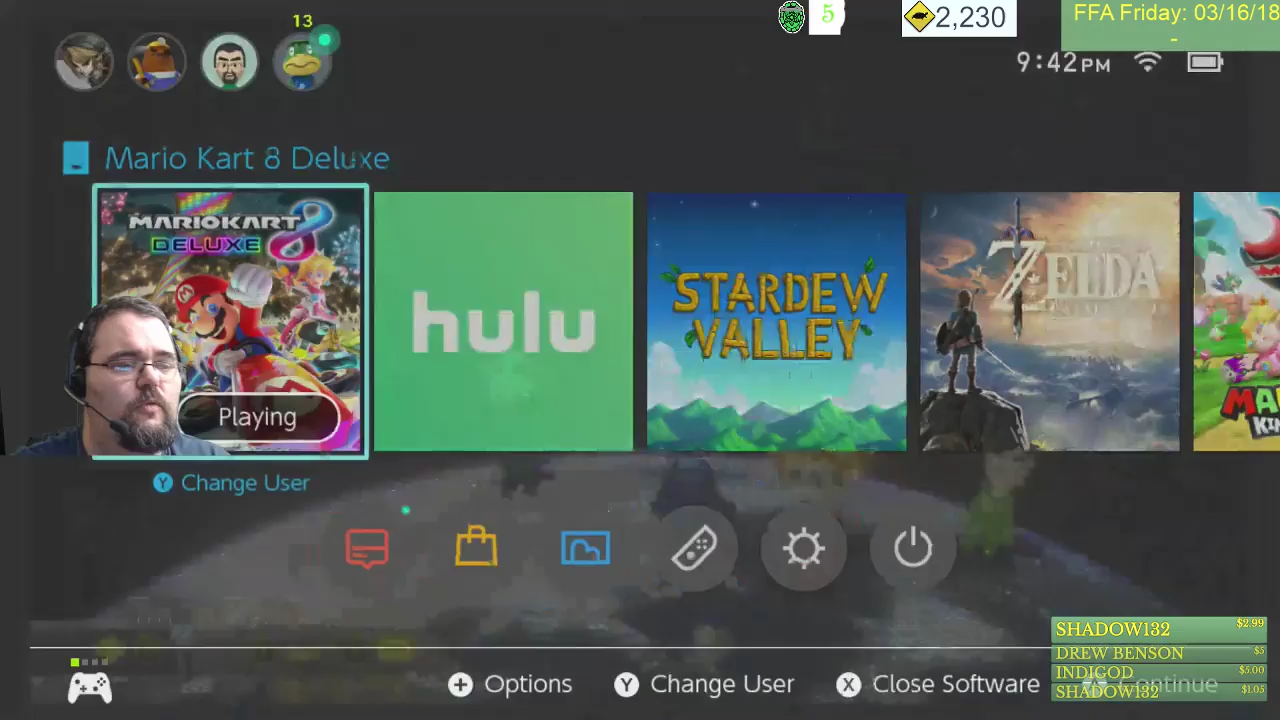 13
5
2,230
FFA Friday: 03/16/18
-
9:42 PM
Mario Kart 8 Deluxe
MARIOKART 8
DELUXE
Playing
hulu
STARDEW
VALLEY
ZELDA
Y Change User
+ Options
Y Change User
X Close Software
Continue
SHADOW132 $2.99
DREW BENSON $5
INDIGOD $5.00
SHADOW132 $1.05